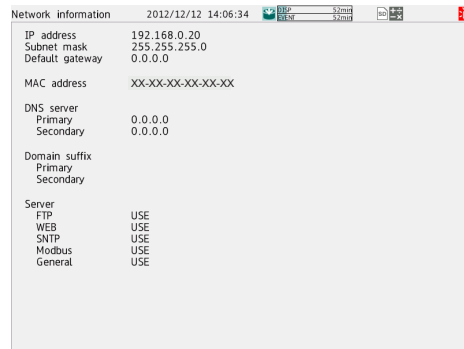 Network information 2012/12/12 14:06:34 DISP 52min
EVENT 52min
SD
IP address 192.168.0.20
Subnet mask 255.255.255.0
Default gateway 0.0.0.0
MAC address XX-XX-XX-XX-XX-XX
DNS server
Primary 0.0.0.0
Secondary 0.0.0.0
Domain suffix
Primary
Secondary
Server
FTP USE
WEB USE
SNTP USE
Modbus USE
General USE